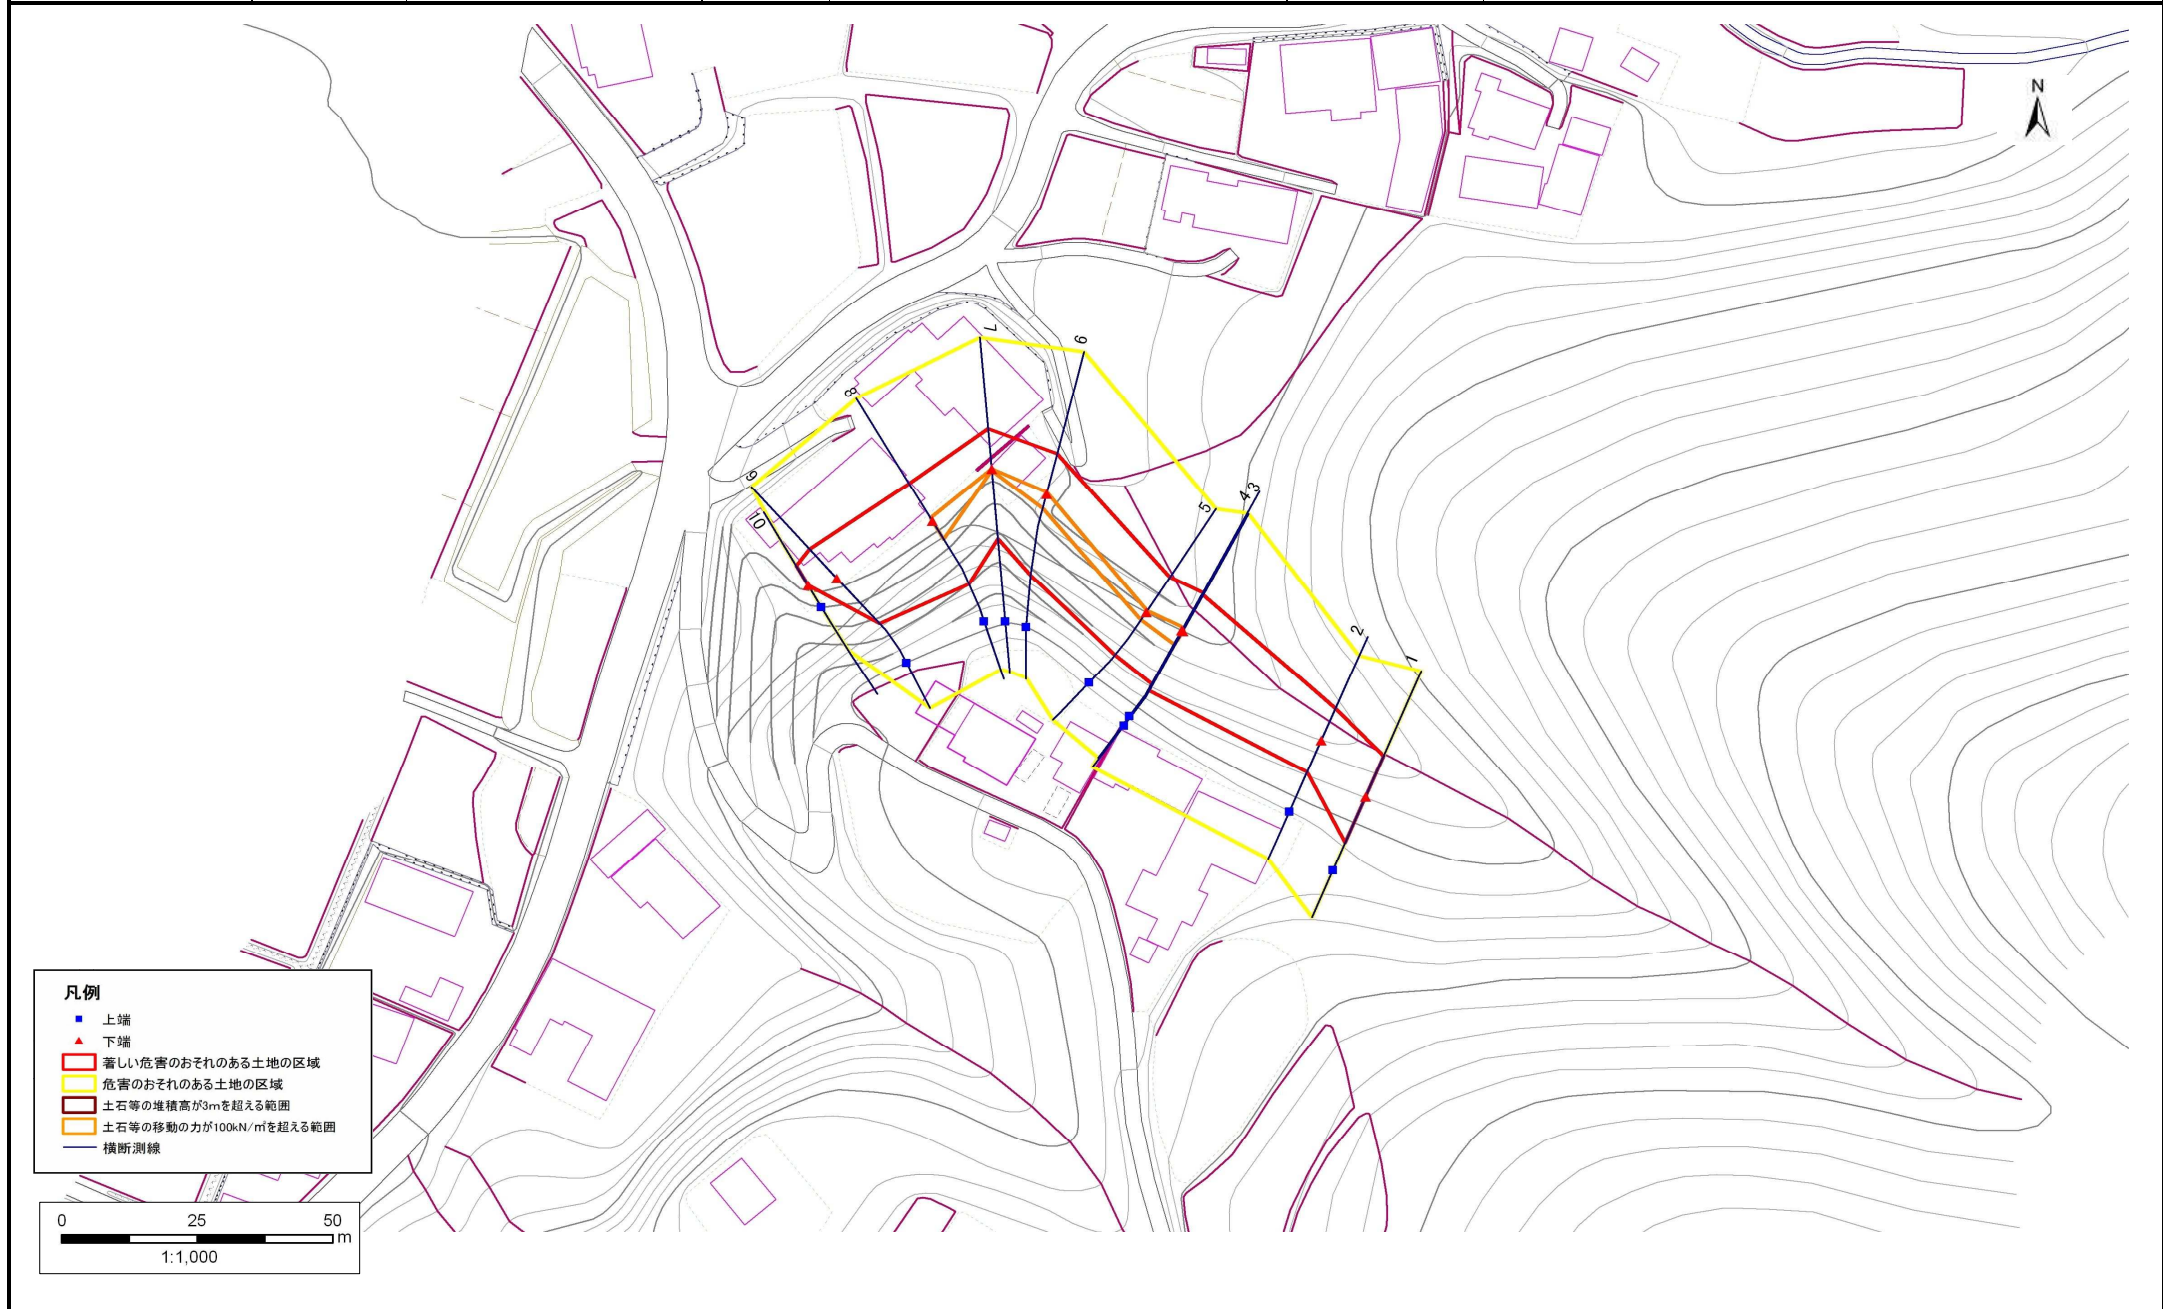 N
7
6
8
9
10
5
4
3
2
1
凡例
上端
下端
著しい危害のおそれのある土地の区域
危害のおそれのある土地の区域
土石等の堆積高が3mを超える範囲
土石等の移動の力が100kN/㎡を超える範囲
横断測線
0 25 50
m
1:1,000